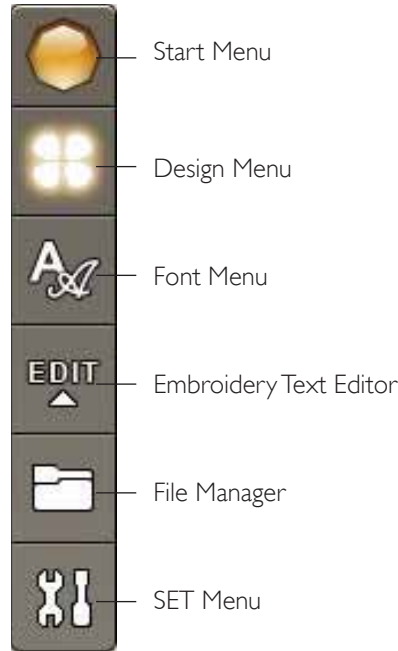 Start Menu
Design Menu
A A
Font Menu
EDIT
Embroidery Text Editor
File Manager
SET Menu